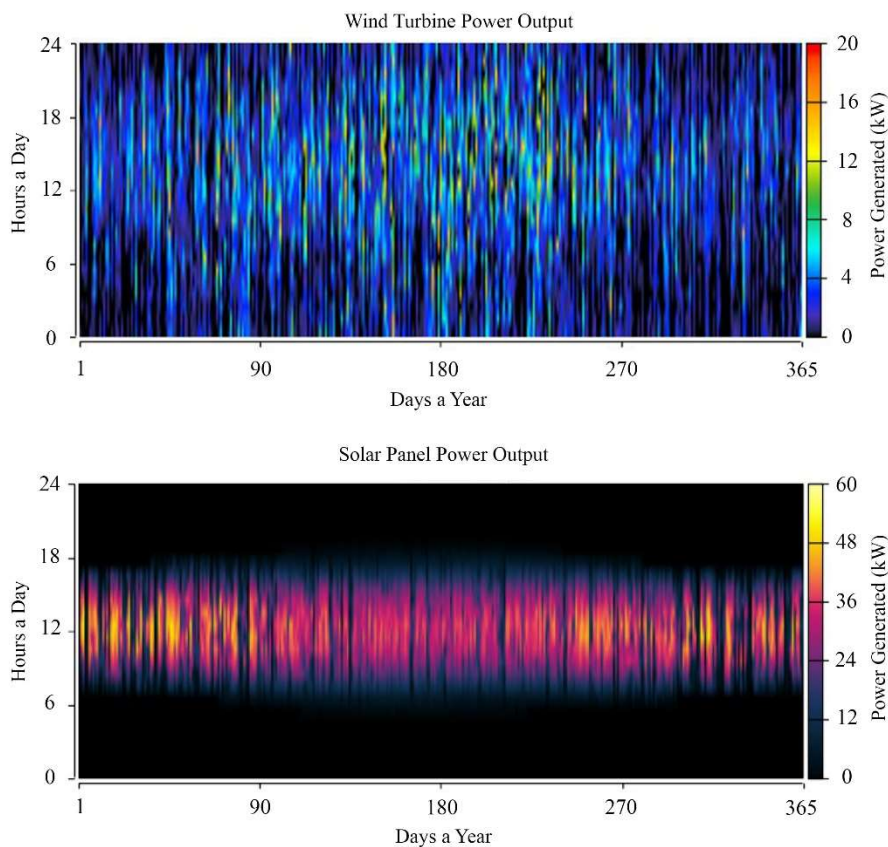 Wind Turbine Power Output
24
18
12
6
0
Hours a Day
1 90 180 270 365
Days a Year
20
16
12
8
4
0
Power Generated (kW)
Solar Panel Power Output
24
18
12
6
0
Hours a Day
1 90 180 270 365
Days a Year
60
48
36
24
12
0
Power Generated (kW)